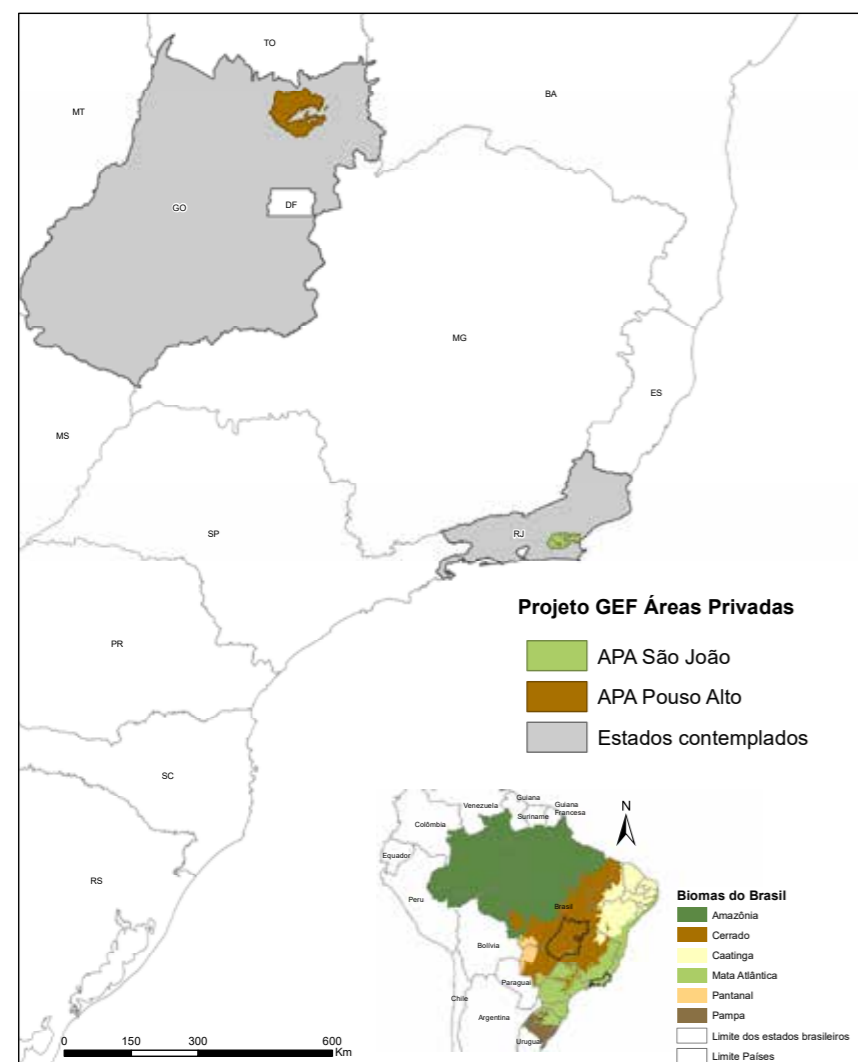 TO
MT
BA
GO
DF
MG
ES
MS
SP
RJ
PR
SC
RS
Projeto GEF Áreas Privadas
APA São João
APA Pouso Alto
Estados contemplados
N
Guiana
Venezuela
Guiana
Francesa
Suriname
Colômbia
Equador
Peru
Brasil
Bolívia
Paraguai
Chile
Argentina
Uruguai
Biomas do Brasil
Amazônia
Cerrado
Caatinga
Mata Atlântica
Pantanal
Pampa
Limite dos estados brasileiros
Limite Países
0 150 300 600
Km